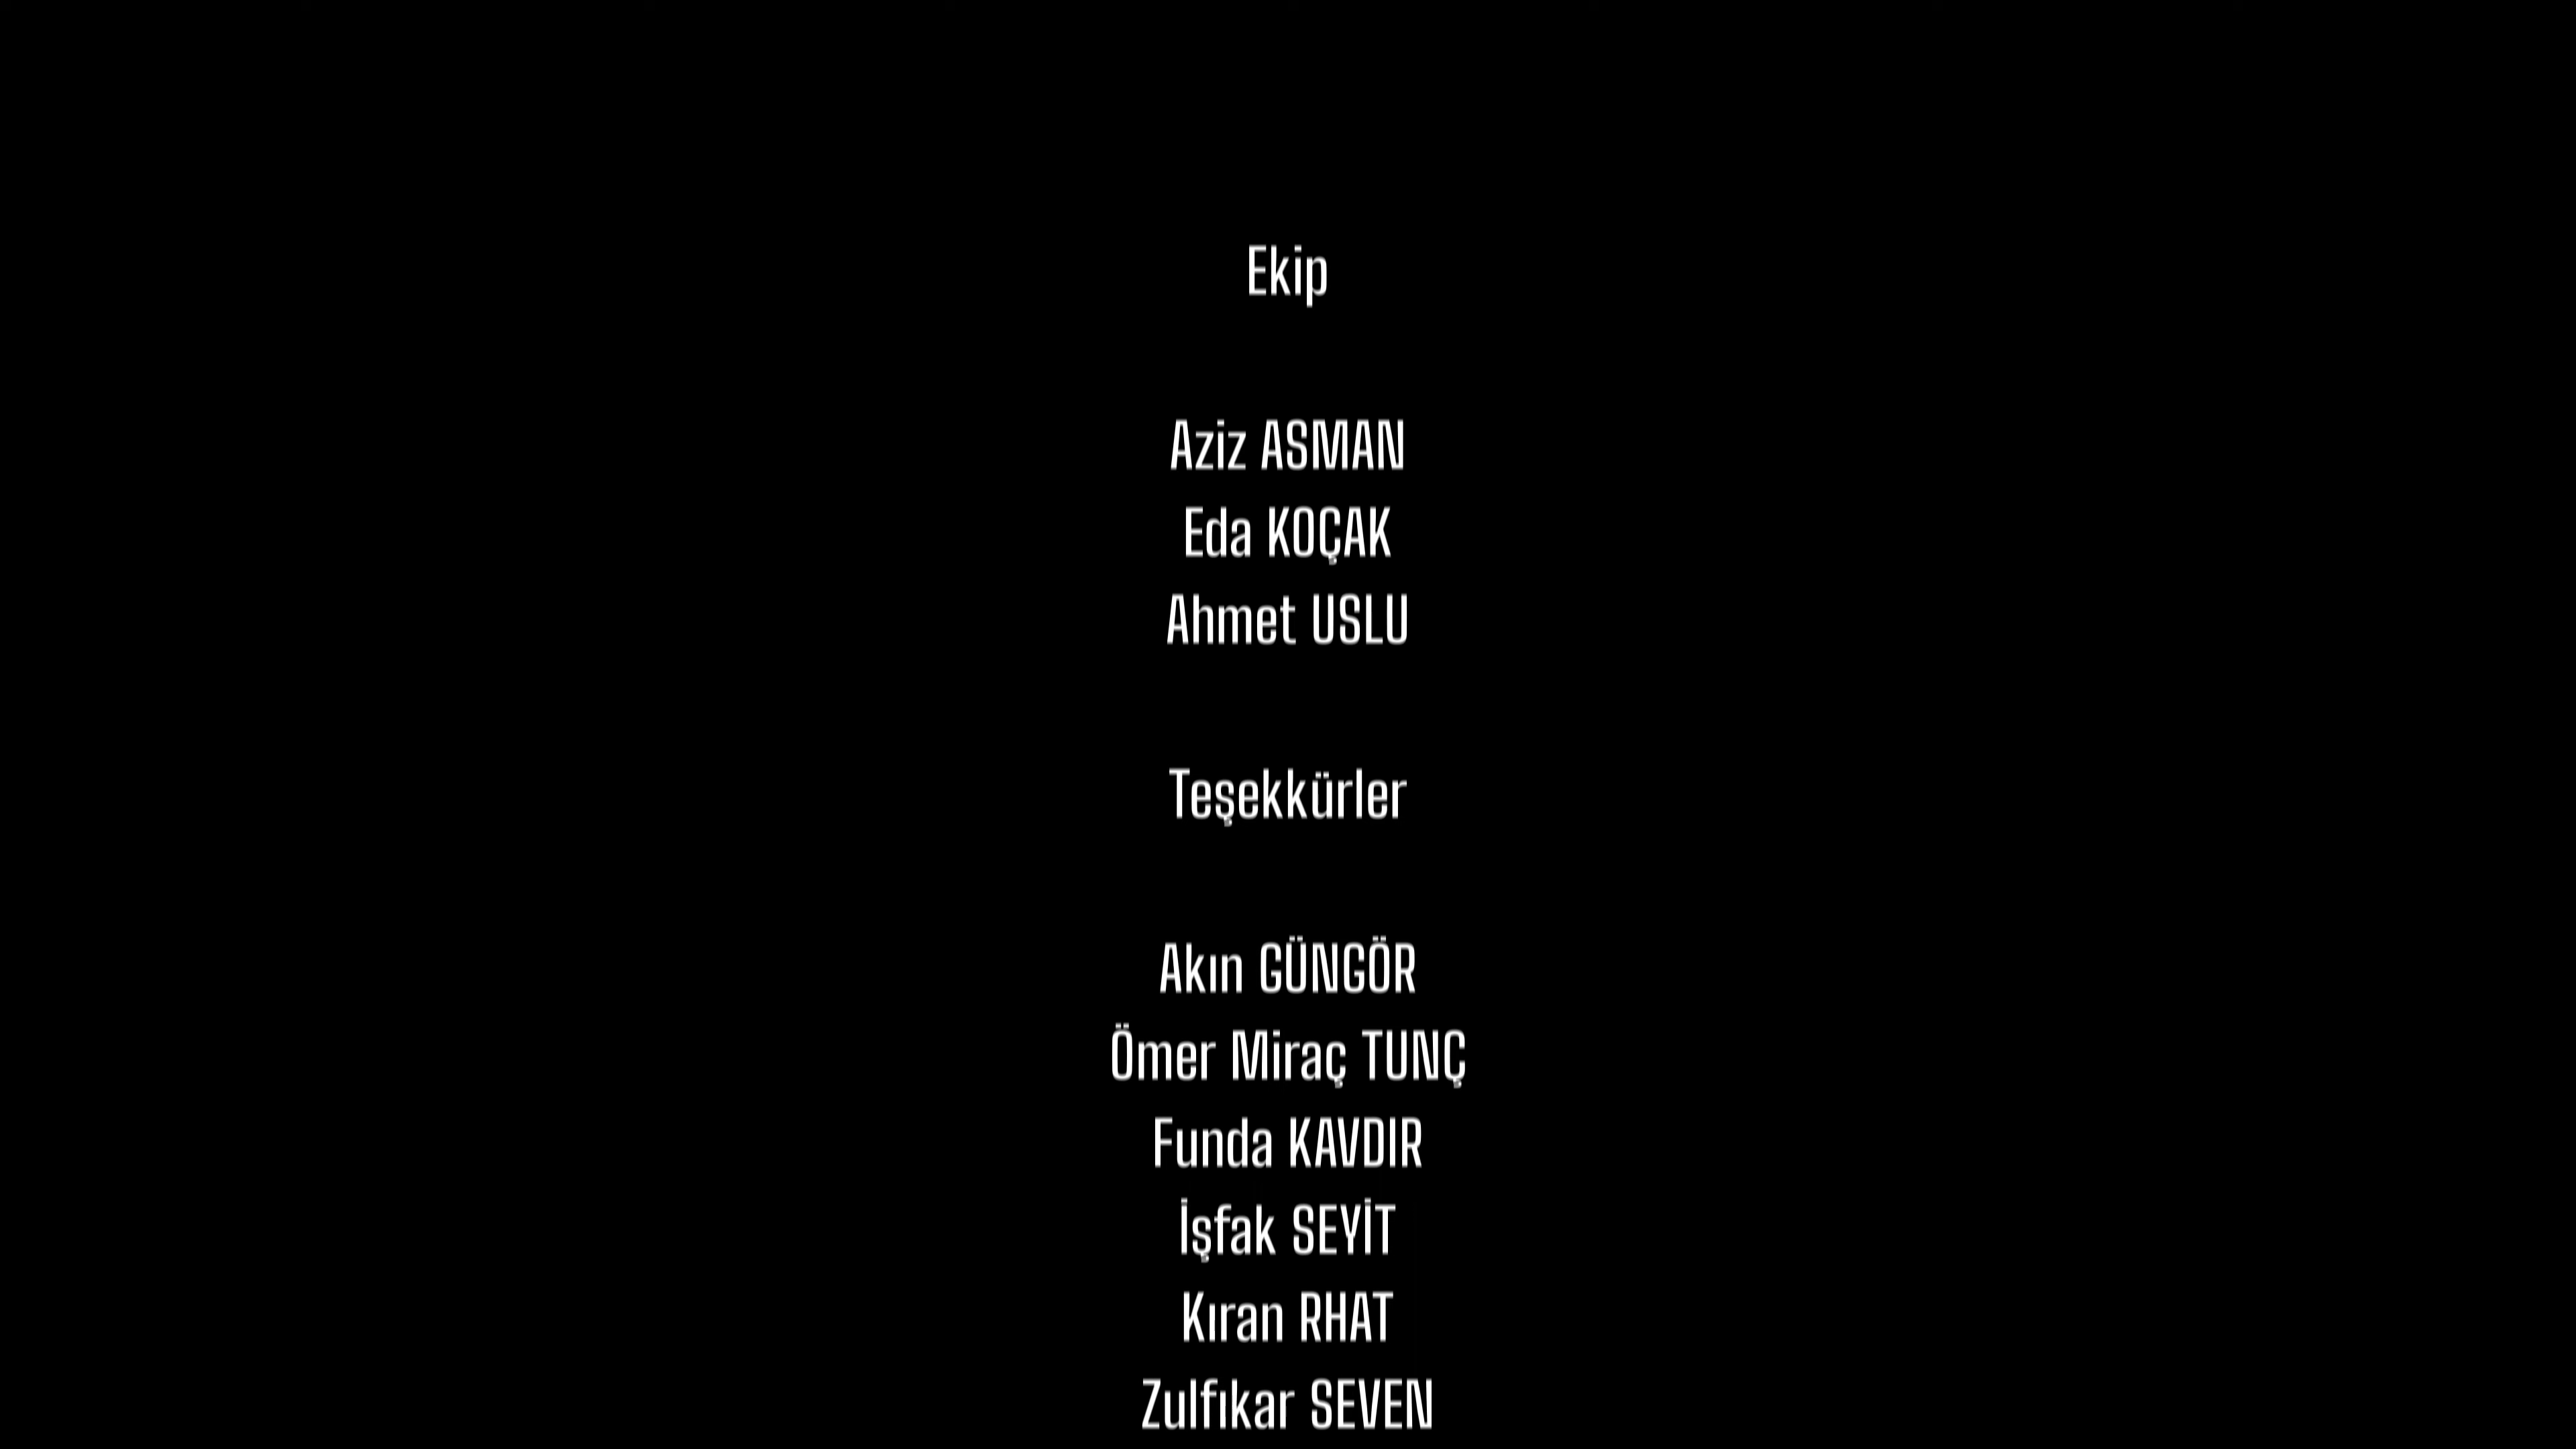 Ekip
Aziz ASMAN
Eda KOÇAK
Ahmet USLU
Teşekkürler
Akın GÜNGÖR
Ömer Miraç TUNÇ
Funda KAVDIR
İşfak SEYİT
Kıran RHAT
Zulfıkar SEVEN